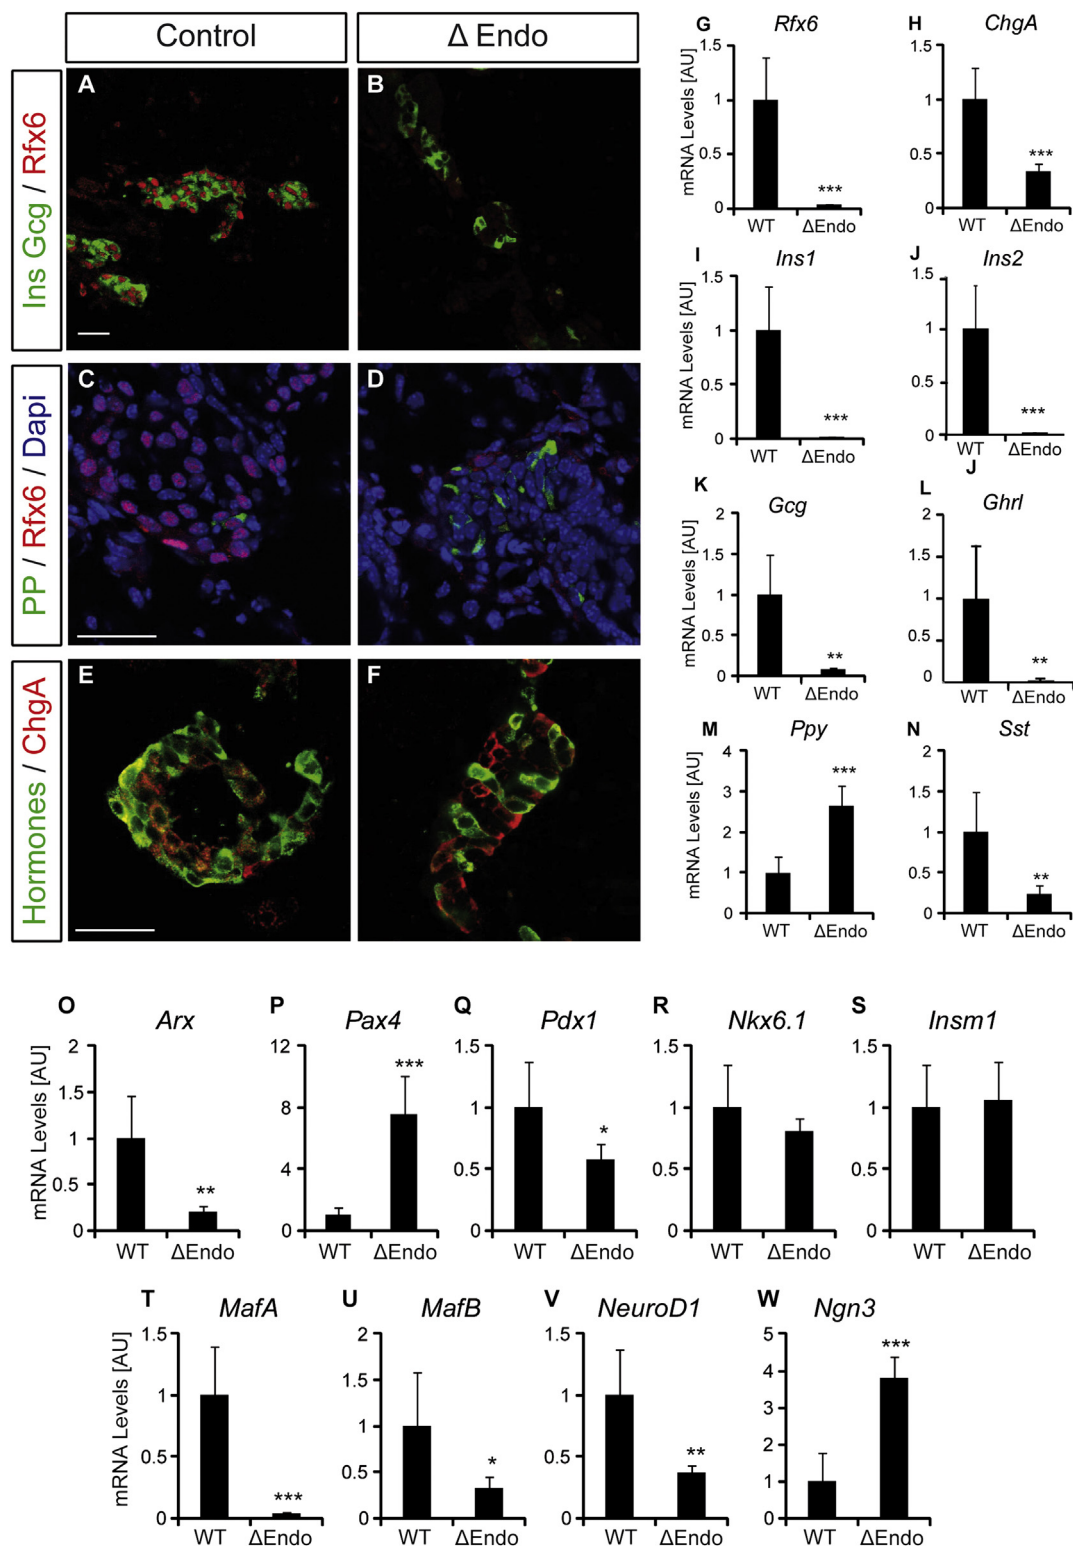 Control
Δ Endo
Ins Gcg / Rfx6
A
B
PP / Rfx6 / Dapi
C
D
Hormones / ChgA
E
F
G
Rfx6
mRNA Levels [AU]
1.5
1
0.5
0
***
WT
ΔEndo
H
ChgA
1.5
1
0.5
0
***
WT
ΔEndo
I
Ins1
mRNA Levels [AU]
1.5
1
0.5
0
***
WT
ΔEndo
J
Ins2
1.5
1
0.5
0
***
WT
ΔEndo
J
K
Gcg
mRNA Levels [AU]
2
1.5
1
0.5
0
**
WT
ΔEndo
L
Ghrl
2
1.5
1
0.5
0
**
WT
ΔEndo
M
Ppy
mRNA Levels [AU]
4
3
2
1
0
***
WT
ΔEndo
N
Sst
2
1.5
1
0.5
0
**
WT
ΔEndo
O
Arx
mRNA Levels [AU]
2
1.5
1
0.5
0
**
WT
ΔEndo
P
Pax4
12
8
4
0
***
WT
ΔEndo
Q
Pdx1
1.5
1
0.5
0
*
WT
ΔEndo
R
Nkx6.1
1.5
1
0.5
0
WT
ΔEndo
S
Insm1
1.5
1
0.5
0
WT
ΔEndo
T
MafA
mRNA Levels [AU]
1.5
1
0.5
0
***
WT
ΔEndo
U
MafB
2
1.5
1
0.5
0
*
WT
ΔEndo
V
NeuroD1
1.5
1
0.5
0
**
WT
ΔEndo
W
Ngn3
5
4
3
2
1
0
***
WT
ΔEndo